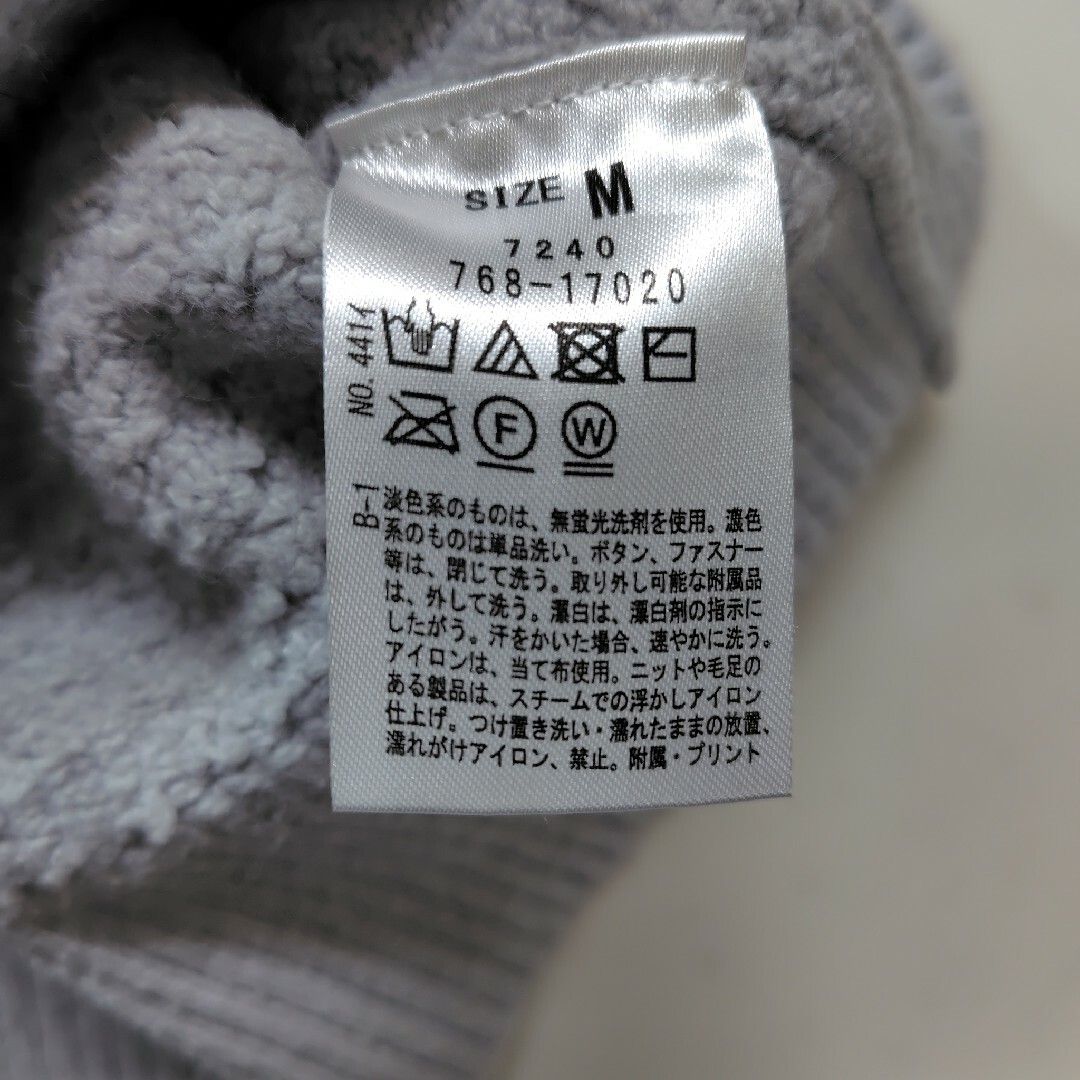 SIZE M
7240
768-17020
NO. 441イ
F W
B-1
淡色系のものは、無蛍光洗剤を使用。濃色
系のものは単品洗い。ボタン、ファスナー
等は、閉じて洗う。取り外し可能な附属品
は、外して洗う。漂白は、漂白剤の指示に
したがう。汗をかいた場合、速やかに洗う。
アイロンは、当て布使用。ニットや毛足の
ある製品は、スチームでの浮かしアイロン
仕上げ。つけ置き洗い・濡れたままの放置、
濡れがけアイロン、禁止。附属・プリント